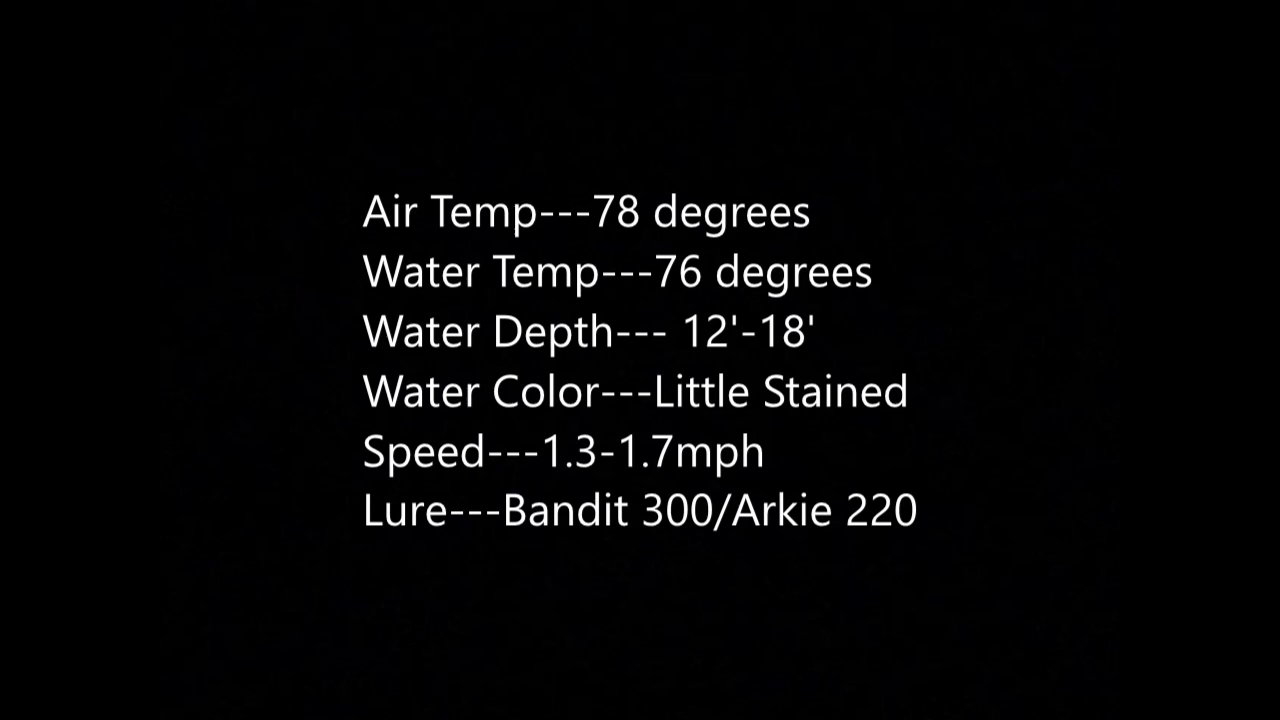 Air Temp---78 degrees
Water Temp---76 degrees
Water Depth--- 12'-18'
Water Color---Little Stained
Speed---1.3-1.7mph
Lure---Bandit 300/Arkie 220